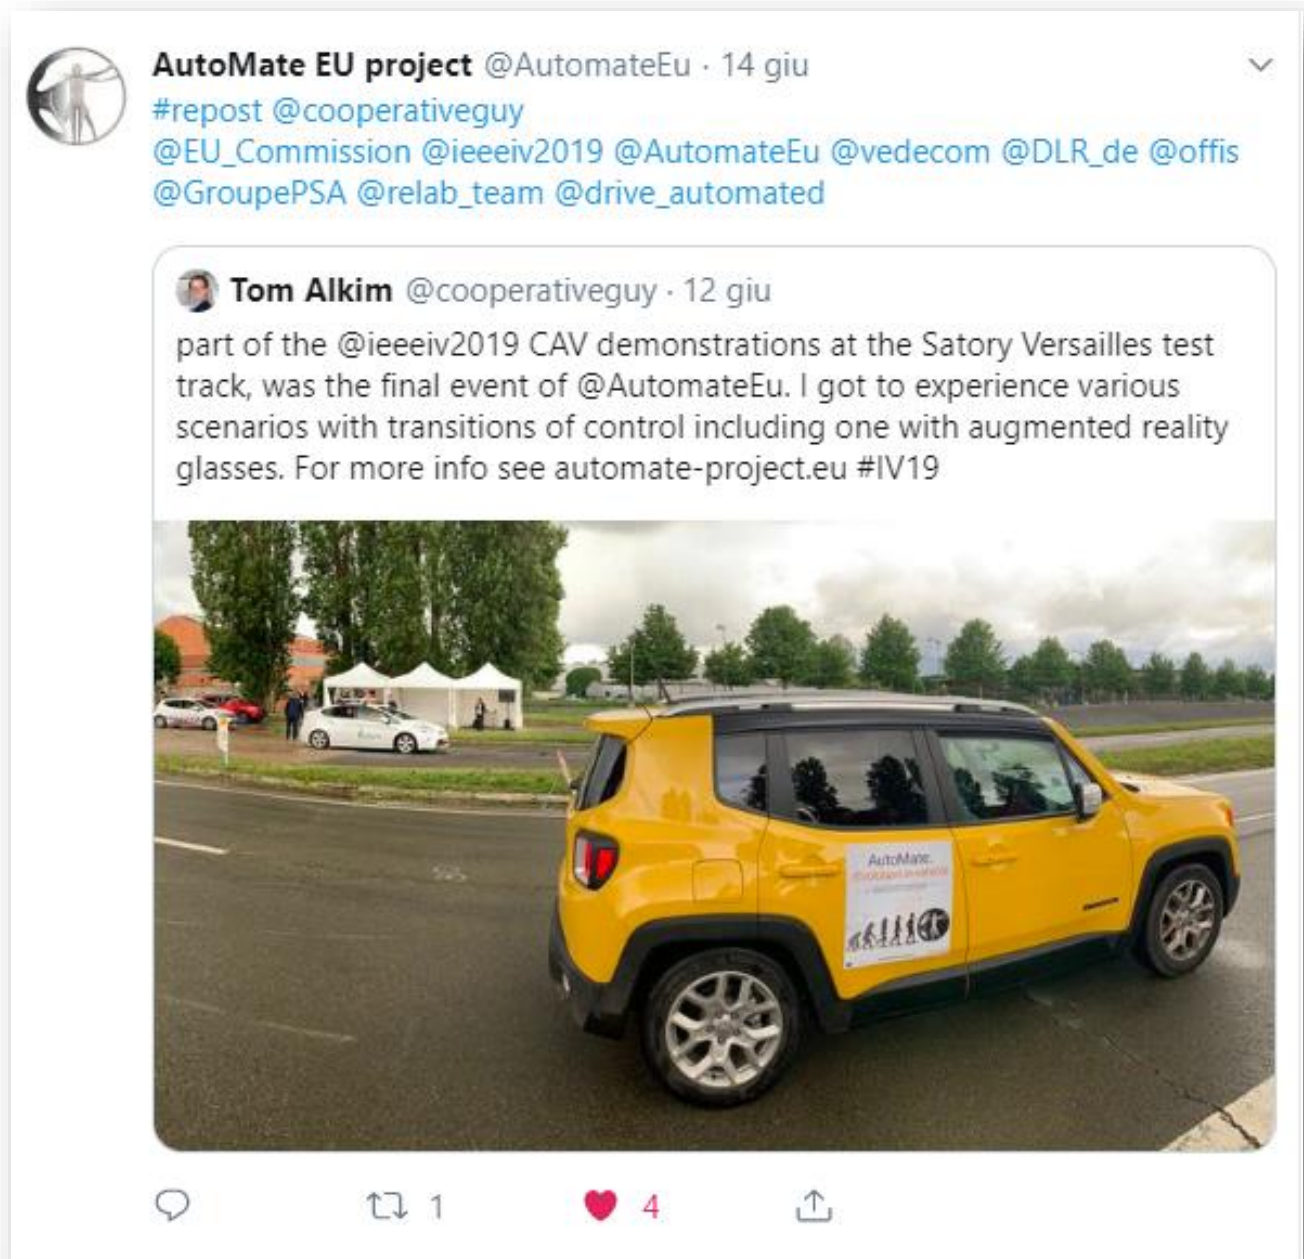 AutoMate EU project @AutomateEu · 14 giu
#repost @cooperativeguy
@EU_Commission @ieeeiv2019 @AutomateEu @vedecom @DLR_de @offis
@GroupePSA @relab_team @drive_automated
Tom Alkim @cooperativeguy · 12 giu
part of the @ieeeiv2019 CAV demonstrations at the Satory Versailles test
track, was the final event of @AutomateEu. I got to experience various
scenarios with transitions of control including one with augmented reality
glasses. For more info see automate-project.eu #IV19
AutoMate.
1
4